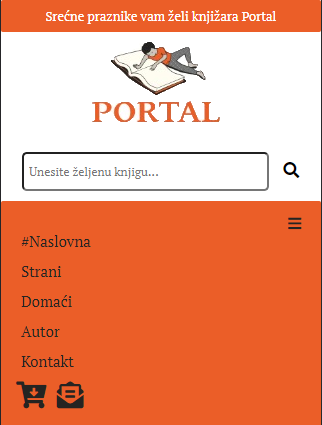 Srećne praznike vam želi knjižara Portal
PORTAL
Unesite željenu knjigu...
#Naslovna
Strani
Domaći
Autor
Kontakt